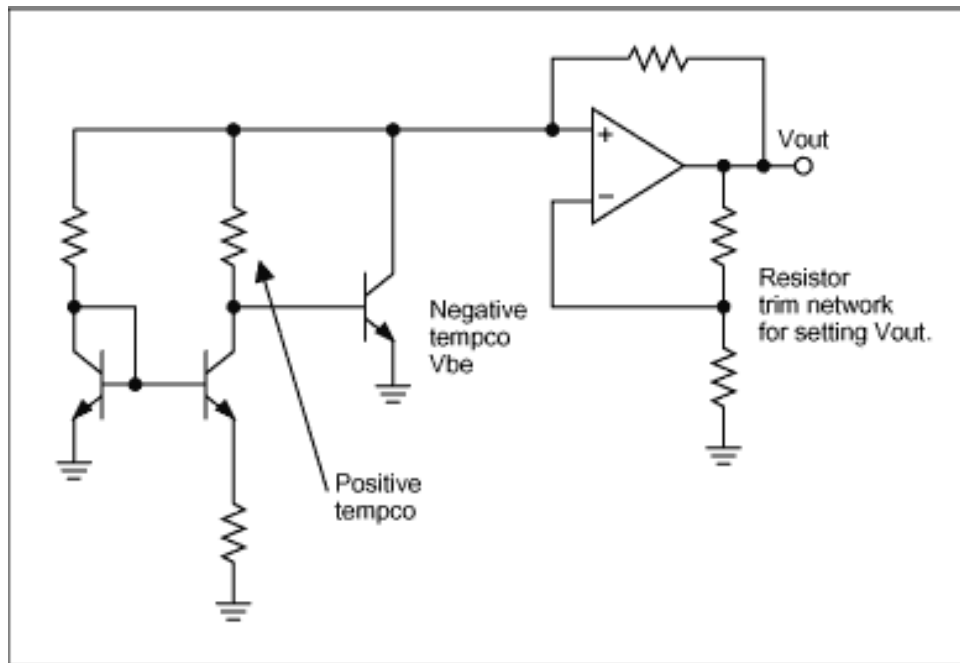 +
−
Vout
Resistor
trim network
for setting Vout.
Negative
tempco
Vbe
Positive
tempco